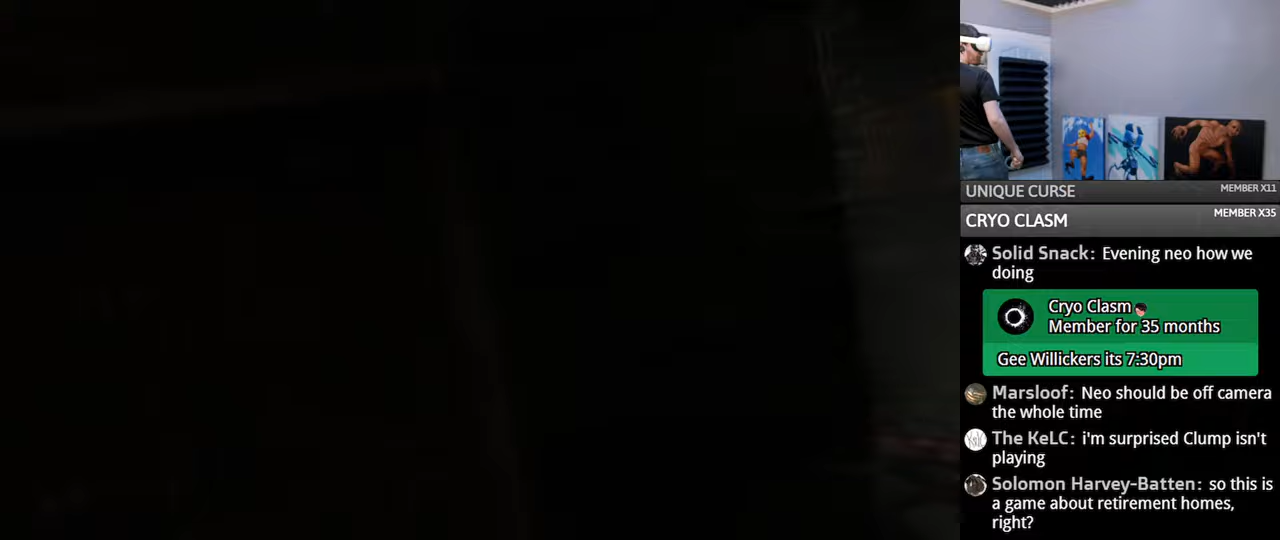 UNIQUE CURSE
MEMBER X11
CRYO CLASM
MEMBER X35
Solid Snack: Evening neo how we
doing
Cryo Clasm
Member for 35 months
Gee Willickers its 7:30pm
Marsloof: Neo should be off camera
the whole time
The KeLC: i'm surprised Clump isn't
playing
Solomon Harvey-Batten: so this is
a game about retirement homes,
right?